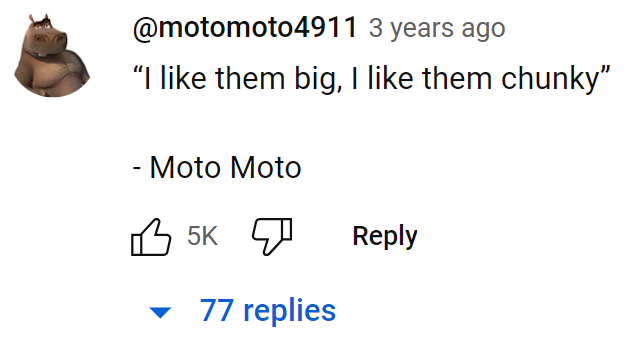 @motomoto4911 3 years ago
“I like them big, I like them chunky”
- Moto Moto
5K Reply
77 replies